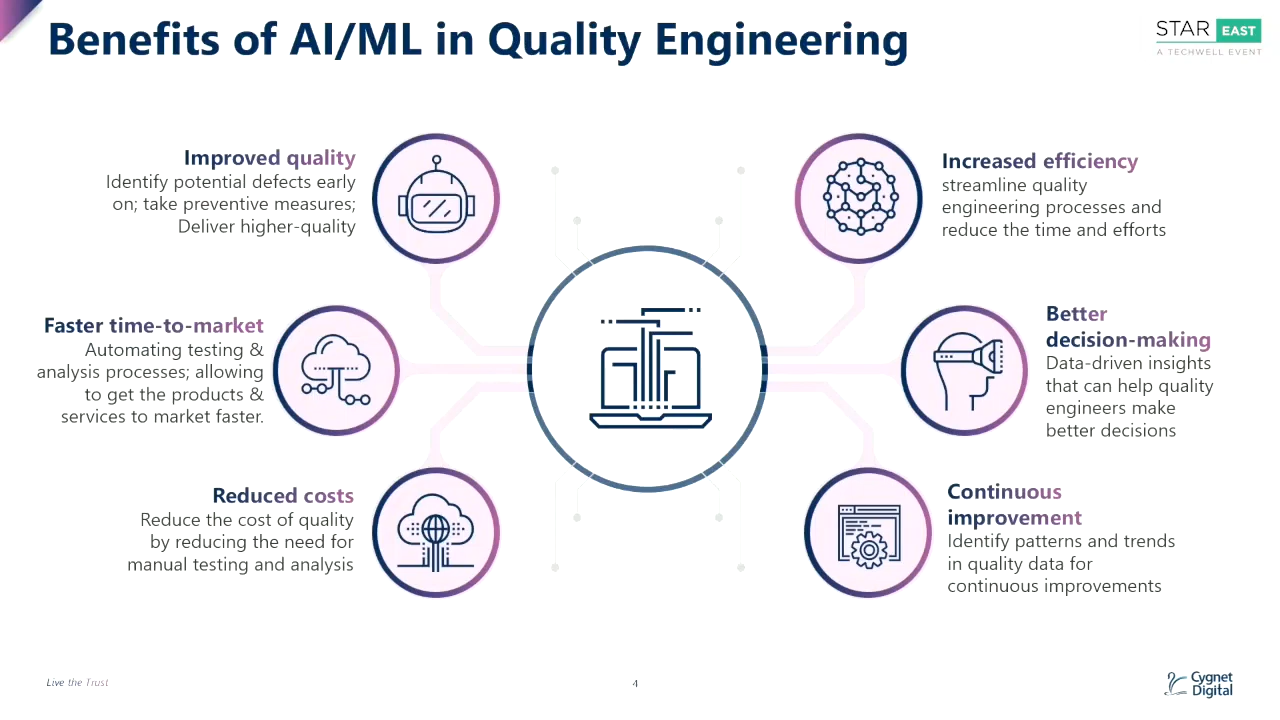 Benefits of AI/ML in Quality Engineering
STAR EAST
A TECHWELL EVENT
Improved quality
Identify potential defects early
on; take preventive measures;
Deliver higher-quality
Faster time-to-market
Automating testing &
analysis processes; allowing
to get the products &
services to market faster.
Reduced costs
Reduce the cost of quality
by reducing the need for
manual testing and analysis
Increased efficiency
streamline quality
engineering processes and
reduce the time and efforts
Better
decision-making
Data-driven insights
that can help quality
engineers make
better decisions
Continuous
improvement
Identify patterns and trends
in quality data for
continuous improvements
Live the Trust
4
Cygnet
Digital